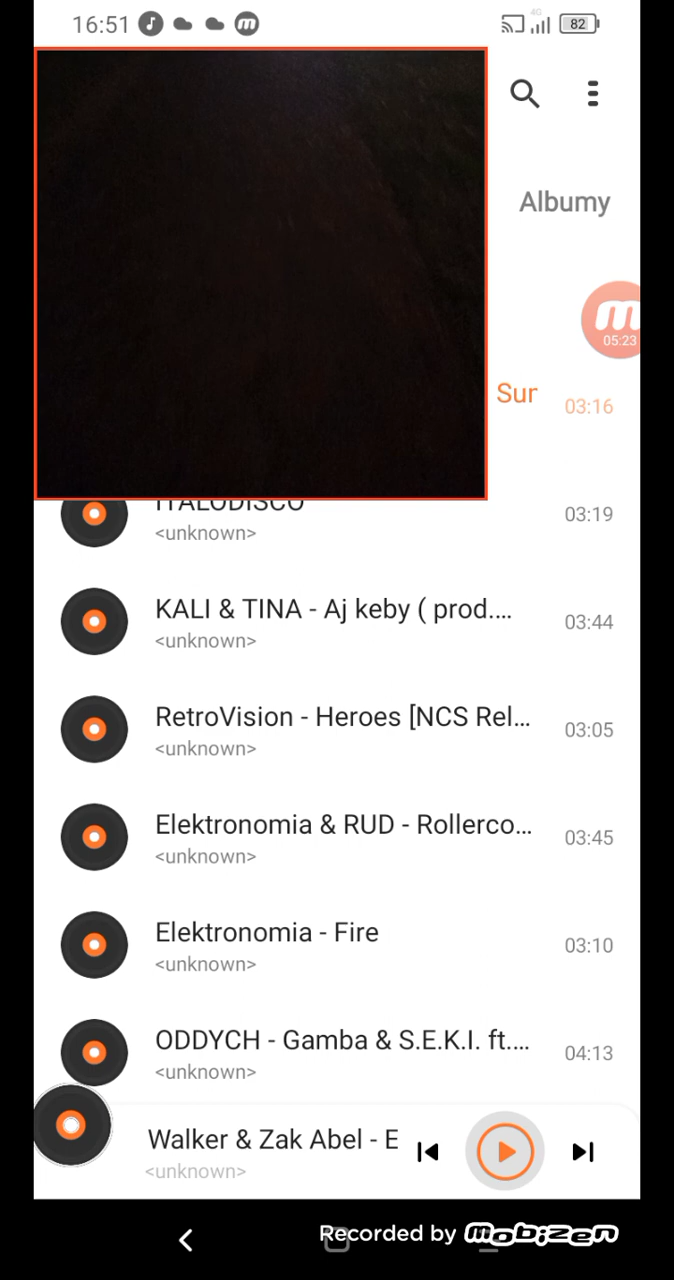 16:51
4G
82
Albumy
m
05:23
Sur
03:16
ITALODISCO
<unknown>
03:19
KALI & TINA - Aj keby ( prod....
<unknown>
03:44
RetroVision - Heroes [NCS Rel...
<unknown>
03:05
Elektronomia & RUD - Rollerco...
<unknown>
03:45
Elektronomia - Fire
<unknown>
03:10
ODDYCH - Gamba & S.E.K.I. ft....
<unknown>
04:13
Walker & Zak Abel - E
<unknown>
Recorded by mobizen